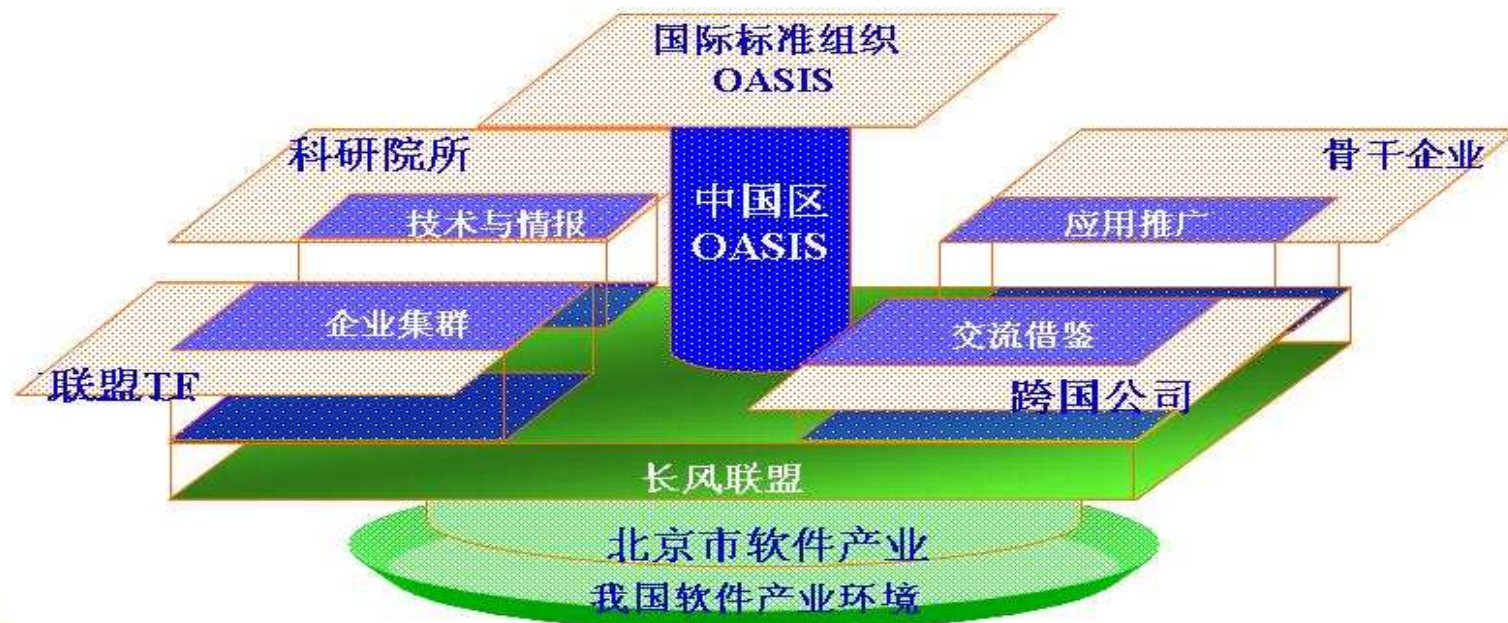 国际标准组织
OASIS
科研院所
骨干企业
技术与情报
中国区
OASIS
应用推广
企业集群
交流借鉴
联盟TF
跨国公司
长风联盟
北京市软件产业
我国软件产业环境